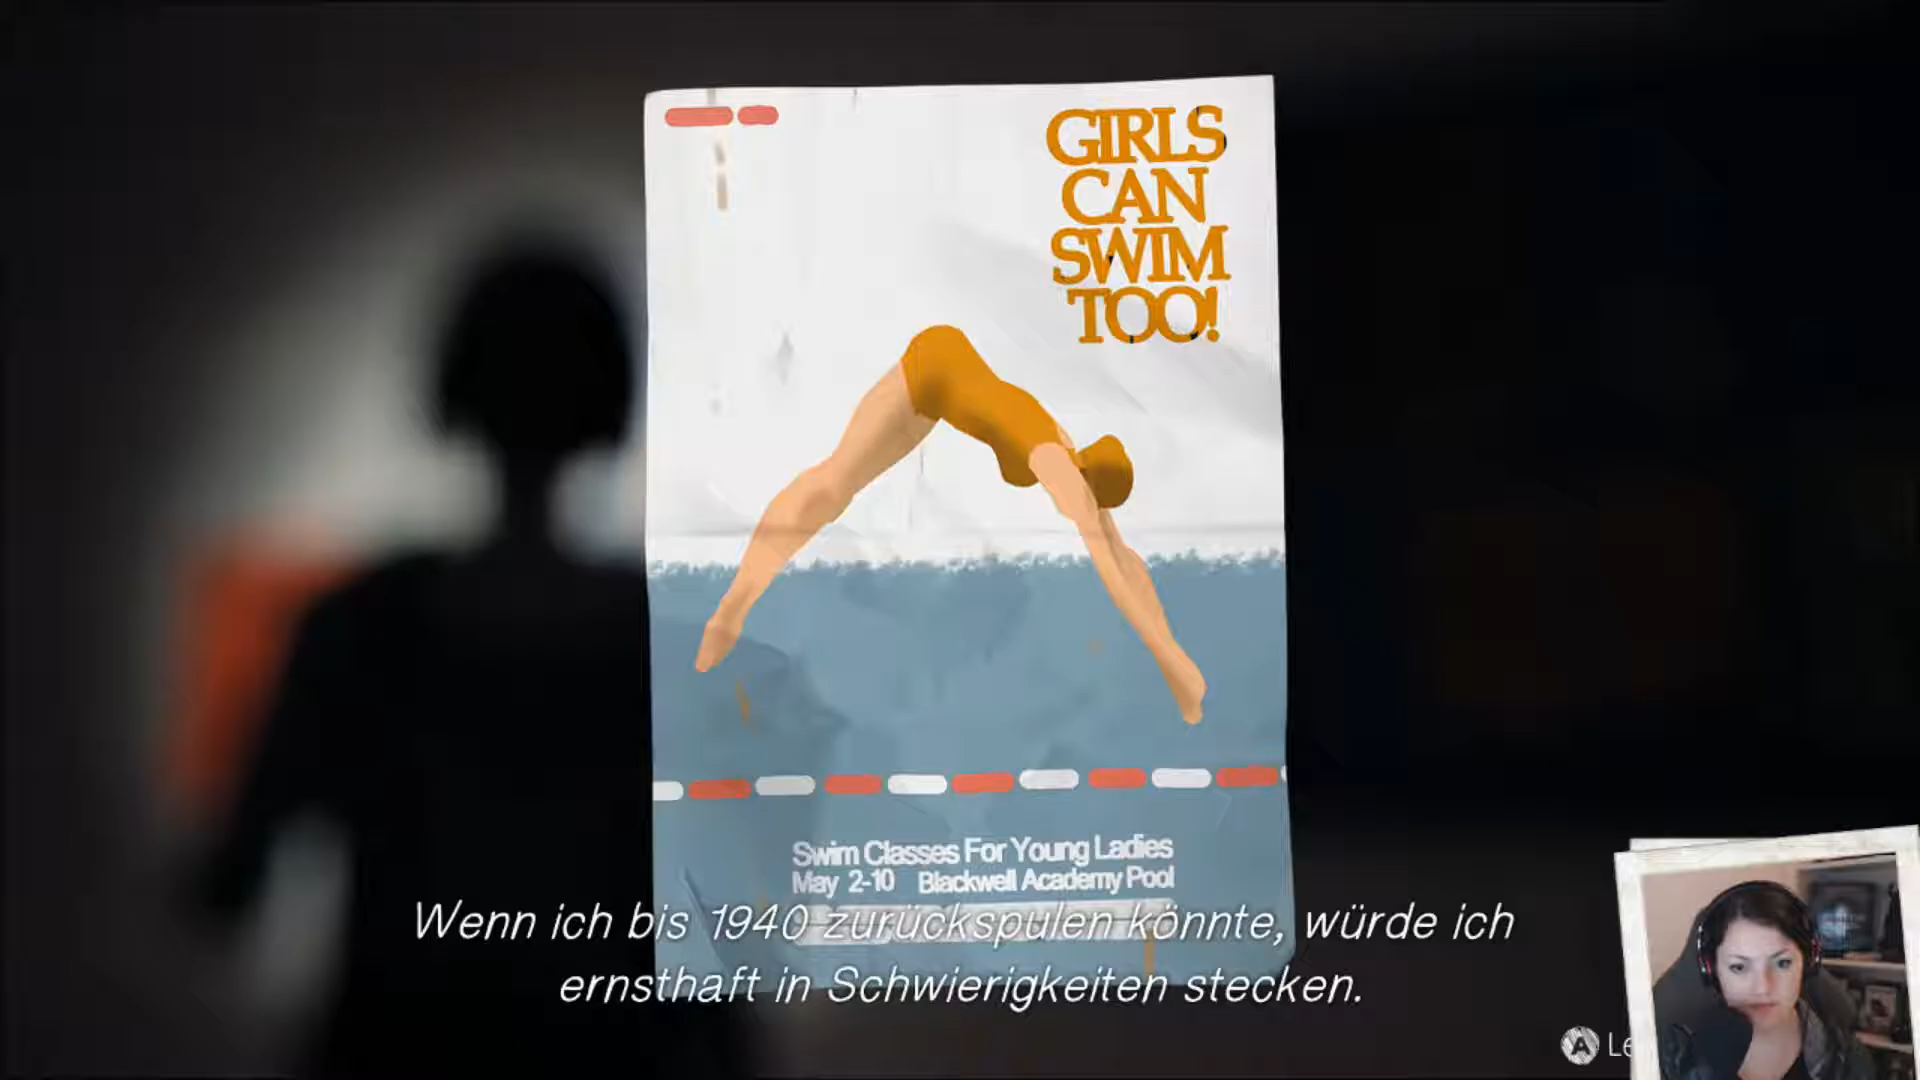 GIRLS
CAN
SWIM
TOO!
Swim Classes For Young Ladies
May 2-10 Blackwell Academy Pool
Wenn ich bis 1940 zurückspulen könnte, würde ich
ernsthaft in Schwierigkeiten stecken.
A